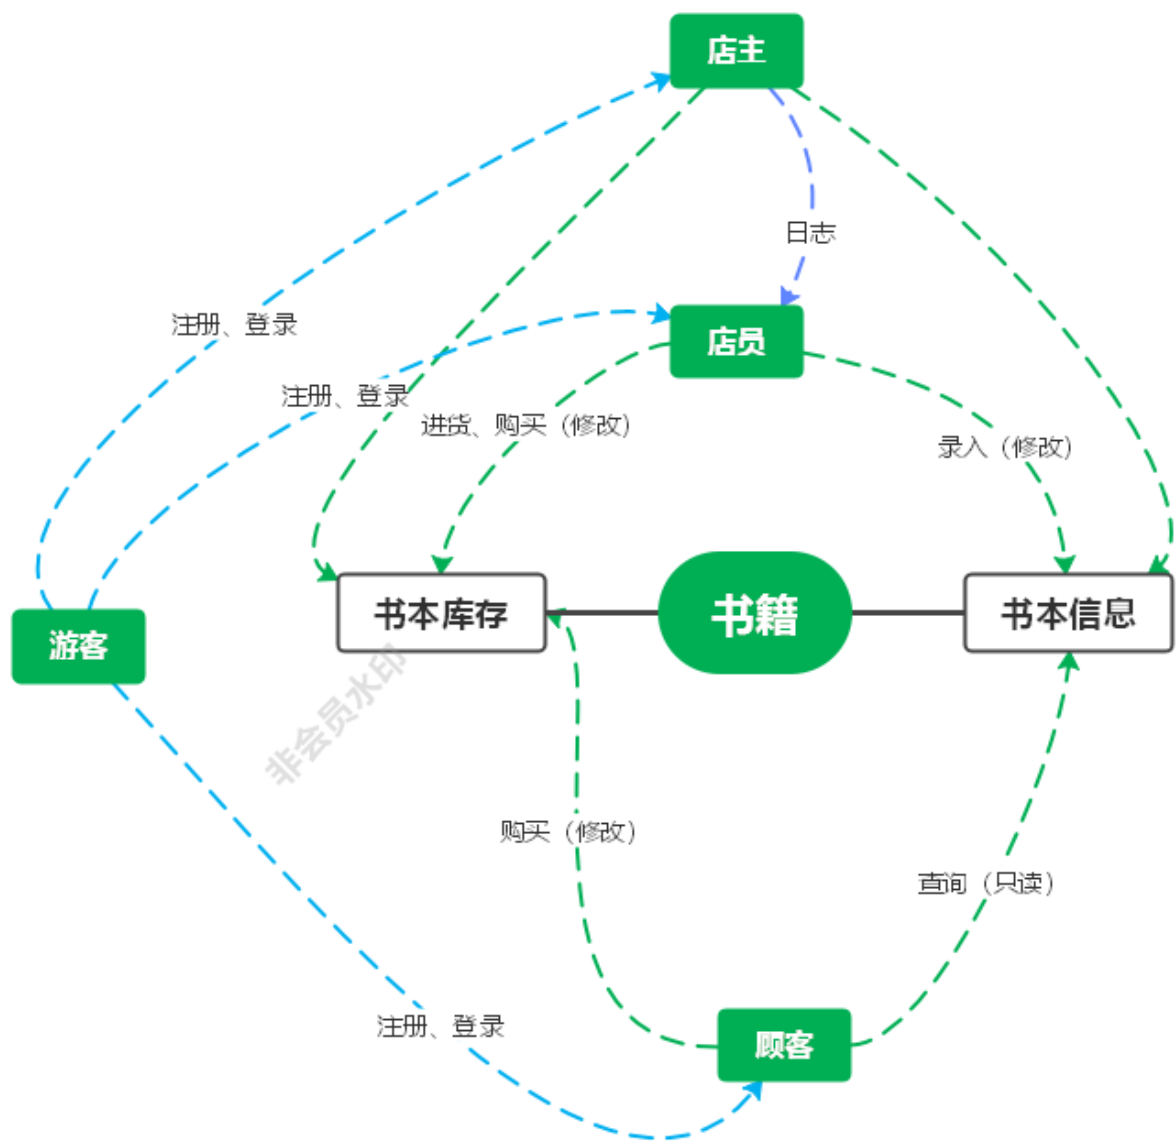 店主
日志
注册、登录
店员
注册、登录
进货、购买（修改）
录入（修改）
书本库存
书籍
书本信息
游客
非会员水印
购买（修改）
查询（只读）
注册、登录
顾客